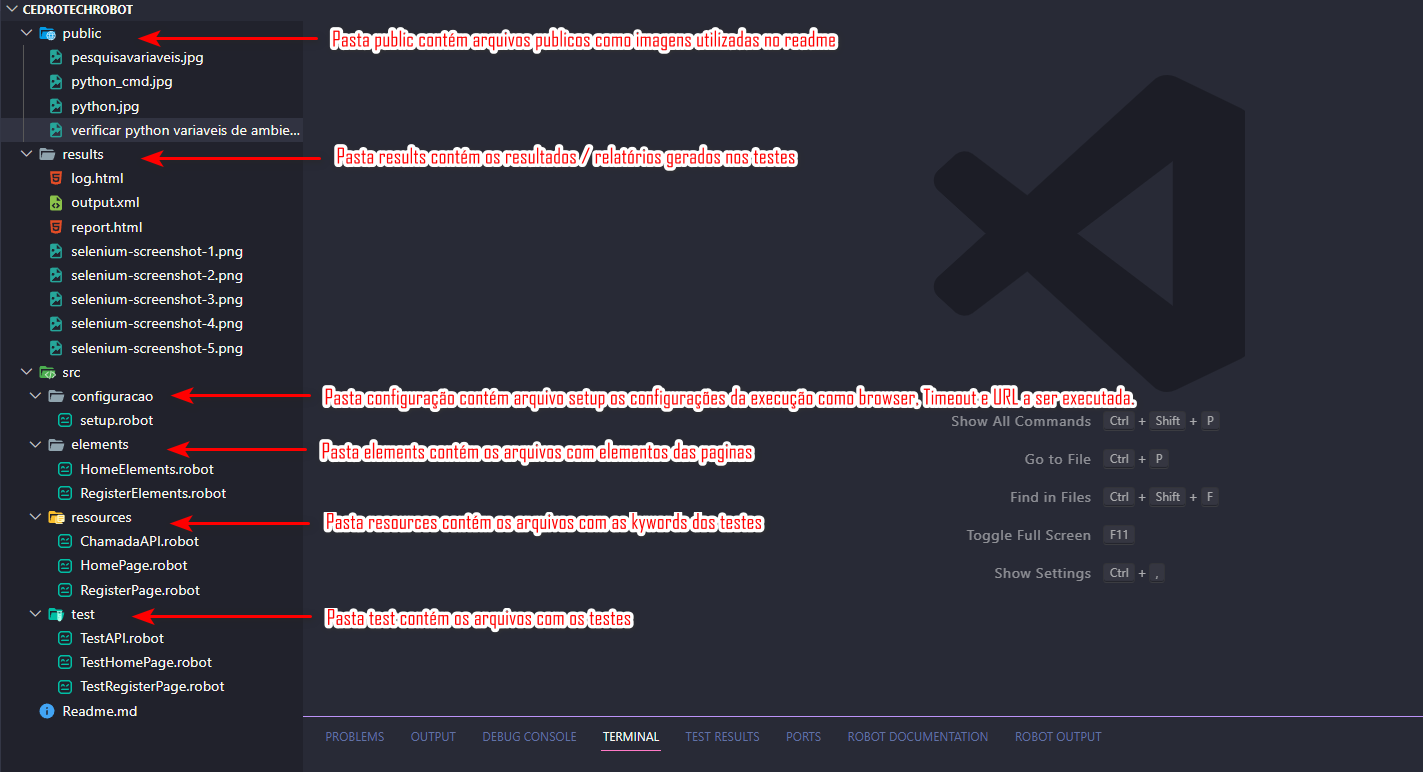 CEDROTECHROBOT
public
Pasta public contém arquivos publicos como imagens utilizadas no readme
pesquisavariaveis.jpg
python_cmd.jpg
python.jpg
verificar python variaveis de ambie...
results
Pasta results contém os resultados / relatórios gerados nos testes
log.html
output.xml
report.html
selenium-screenshot-1.png
selenium-screenshot-2.png
selenium-screenshot-3.png
selenium-screenshot-4.png
selenium-screenshot-5.png
src
configuracao
Pasta configuração contém arquivo setup os configurações da execução como browser, Timeout e URL a ser executada.
setup.robot
Show All Commands Ctrl + Shift + P
elements
Pasta elements contém os arquivos com elementos das paginas
Go to File Ctrl + P
HomeElements.robot
RegisterElements.robot
Find in Files Ctrl + Shift + F
resources
Pasta resources contém os arquivos com as kywords dos testes
ChamadaAPI.robot
Toggle Full Screen F11
HomePage.robot
Show Settings Ctrl + ,
RegisterPage.robot
test
Pasta test contém os arquivos com os testes
TestAPI.robot
TestHomePage.robot
TestRegisterPage.robot
Readme.md
PROBLEMS OUTPUT DEBUG CONSOLE TERMINAL TEST RESULTS PORTS ROBOT DOCUMENTATION ROBOT OUTPUT